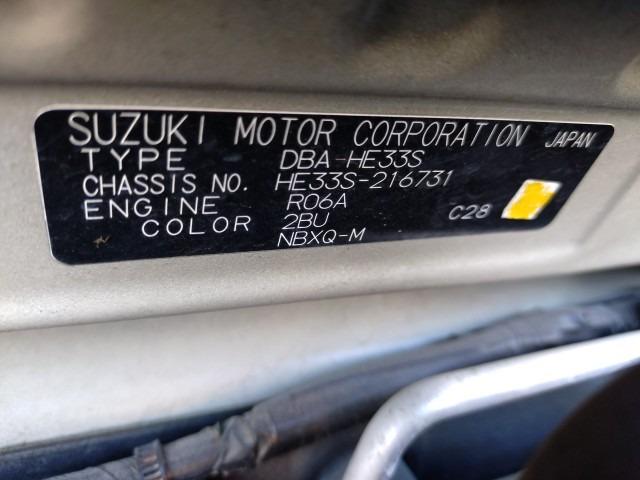 SUZUKI MOTOR CORPORATION JAPAN
TYPE DBA-HE33S
CHASSIS NO. HE33S-216731
ENGINE R06A
COLOR 2BU C28
NBXQ-M